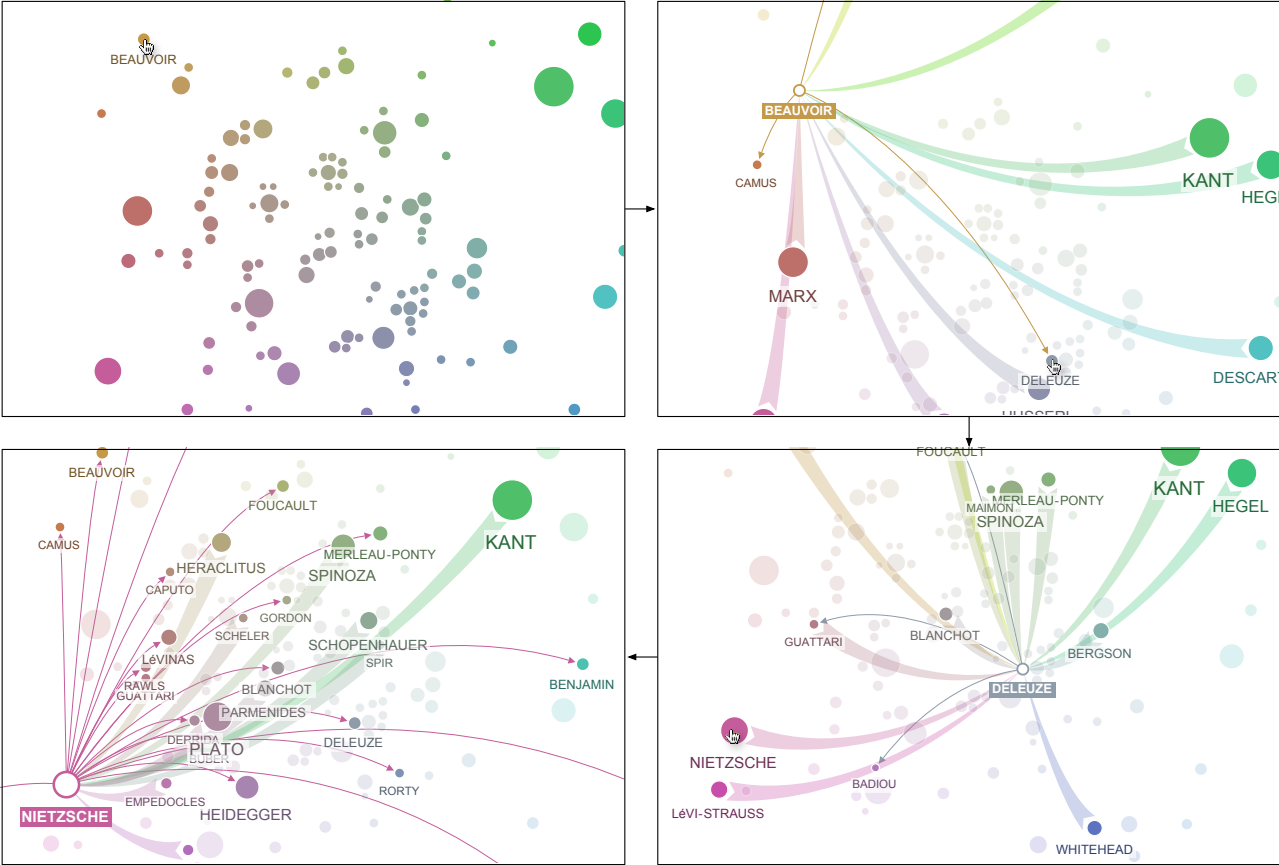 BEAUVOIR
BEAUVOIR
CAMUS
KANT
MARX
DELEUZE
FOUCAULT
KANT
MERLEAU-PONTY
MAIMON
SPINOZA
HEGEL
GUATTARI
BLANCHOT
BERGSON
DELEUZE
NIETZSCHE
BADIOU
LéVI-STRAUSS
WHITEHEAD
BEAUVOIR
FOUCAULT
CAMUS
KANT
MERLEAU-PONTY
HERACLITUS
SPINOZA
CAPUTO
GORDON
SCHELER
SCHOPENHAUER
LéVINAS
SPIR
RAWLS
GUATTARI
BLANCHOT
BENJAMIN
PARMENIDES
DERRIDA
DELEUZE
PLATO
BUBER
RORTY
EMPEDOCLES
HEIDEGGER
NIETZSCHE